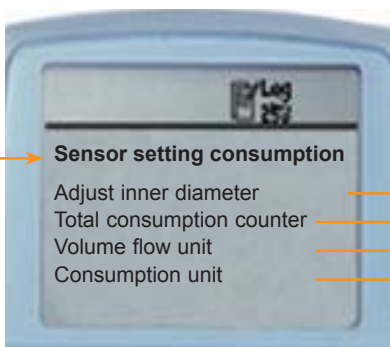 Log
Sensor setting consumption
Adjust inner diameter
Total consumption counter
Volume flow unit
Consumption unit